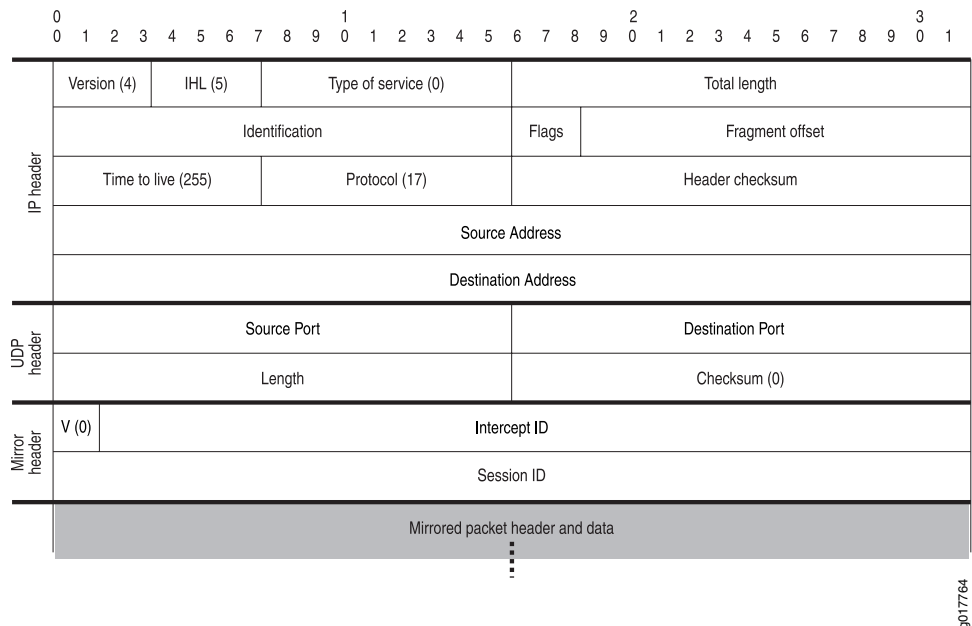 0 1 2 3
0 1 2 3 4 5 6 7 8 9 0 1 2 3 4 5 6 7 8 9 0 1 2 3 4 5 6 7 8 9 0 1
IP header
Version (4) IHL (5) Type of service (0) Total length
Identification Flags Fragment offset
Time to live (255) Protocol (17) Header checksum
Source Address
Destination Address
UDP
header
Source Port Destination Port
Length Checksum (0)
Mirror
header
V (0) Intercept ID
Session ID
Mirrored packet header and data
g017764